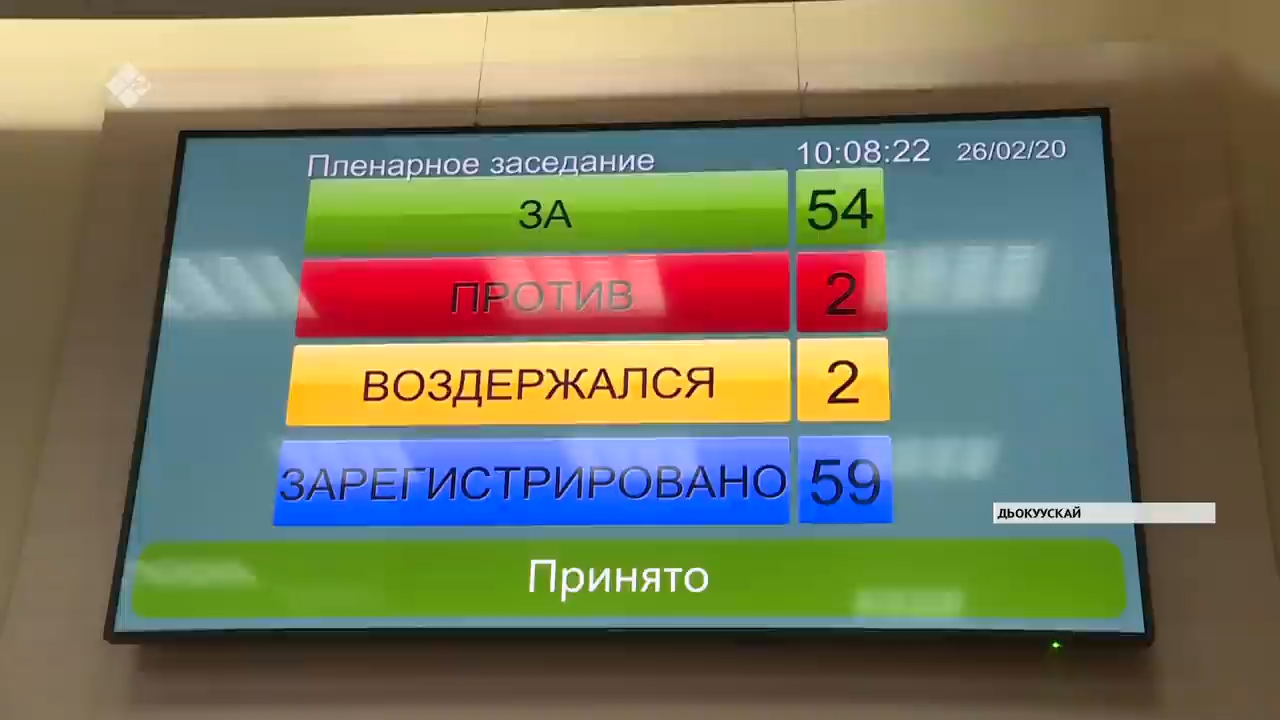 Пленарное заседание 10:08:22 26/02/20
ЗА 54
ПРОТИВ 2
ВОЗДЕРЖАЛСЯ 2
ЗАРЕГИСТРИРОВАНО 59
ДЬОКУУСКАЙ
Принято